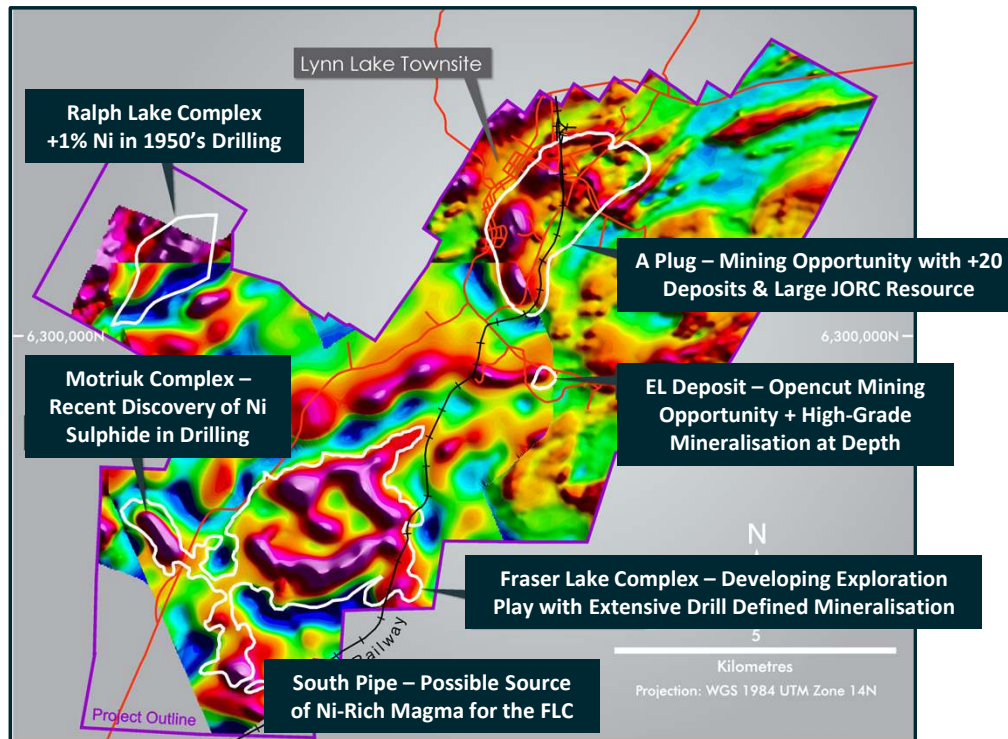 Lynn Lake Townsite
Ralph Lake Complex
+1% Ni in 1950's Drilling
A Plug – Mining Opportunity with +20
Deposits & Large JORC Resource
6,300,000N
6,300,000N
Motriuk Complex –
Recent Discovery of Ni
Sulphide in Drilling
EL Deposit – Opencut Mining
Opportunity + High-Grade
Mineralisation at Depth
N
Fraser Lake Complex – Developing Exploration
Play with Extensive Drill Defined Mineralisation
5
Kilometres
Projection: WGS 1984 UTM Zone 14N
Railway
South Pipe – Possible Source
of Ni-Rich Magma for the FLC
Project Outline